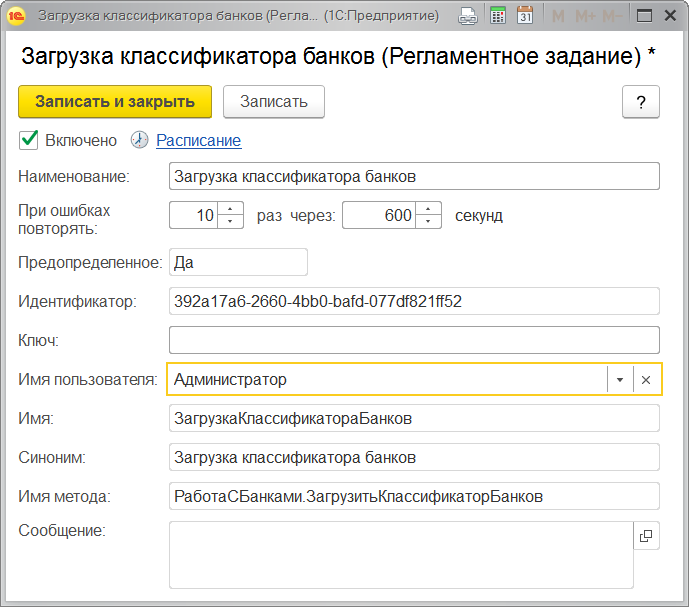 1С Загрузка классификатора банков (Регла... (1С:Предприятие) 31 M M+ M−
Загрузка классификатора банков (Регламентное задание) *
Записать и закрыть Записать ?
Включено Расписание
Наименование: Загрузка классификатора банков
При ошибках
повторять: 10 раз через: 600 секунд
Предопределенное: Да
Идентификатор: 392a17a6-2660-4bb0-bafd-077df821ff52
Ключ:
Имя пользователя: Администратор
Имя: ЗагрузкаКлассификатораБанков
Синоним: Загрузка классификатора банков
Имя метода: РаботаСБанками.ЗагрузитьКлассификаторБанков
Сообщение: